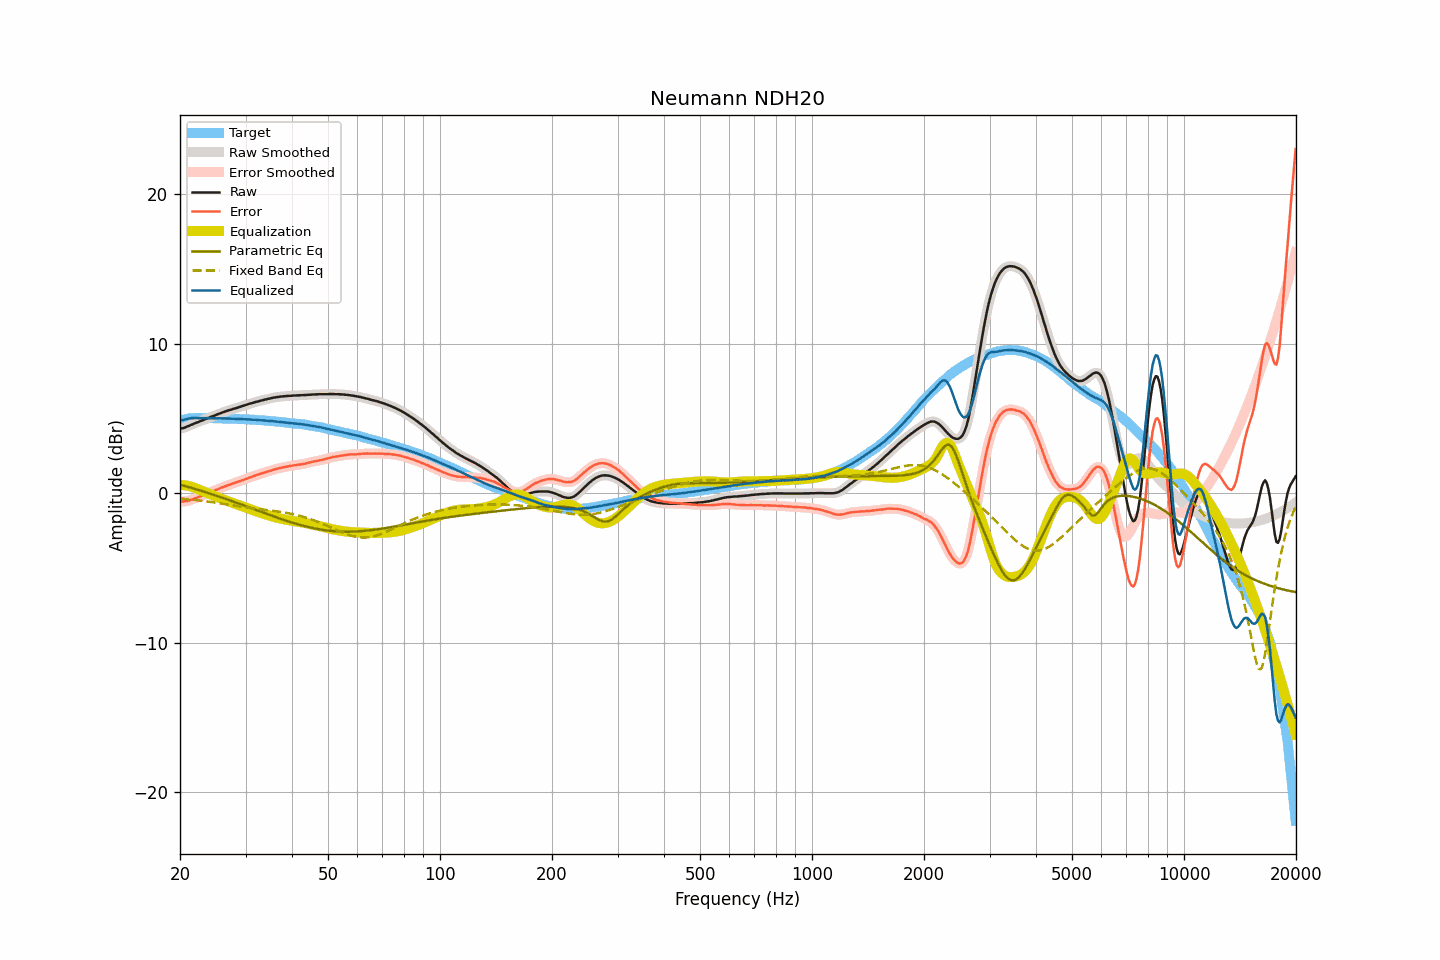 Neumann NDH20
Target
Raw Smoothed
Error Smoothed
Raw
Error
Equalization
Parametric Eq
Fixed Band Eq
Equalized
Amplitude (dBr)
20
10
0
−10
−20
20 50 100 200 500 1000 2000 5000 10000 20000
Frequency (Hz)